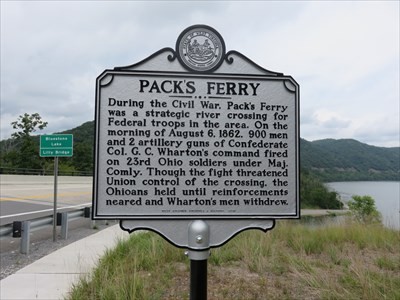 PACK'S FERRY
During the Civil War, Pack's Ferry
was a strategic river crossing for
Federal troops in the area. On the
morning of August 6, 1862, 900 men
and 2 artillery guns of Confederate
Col. G. C. Wharton's command fired
on 23rd Ohio soldiers under Maj.
Comly. Though the fight threatened
Union control of the crossing, the
Ohioans held until reinforcements
neared and Wharton's men withdrew.
Bluestone
Lake
Lilly Bridge